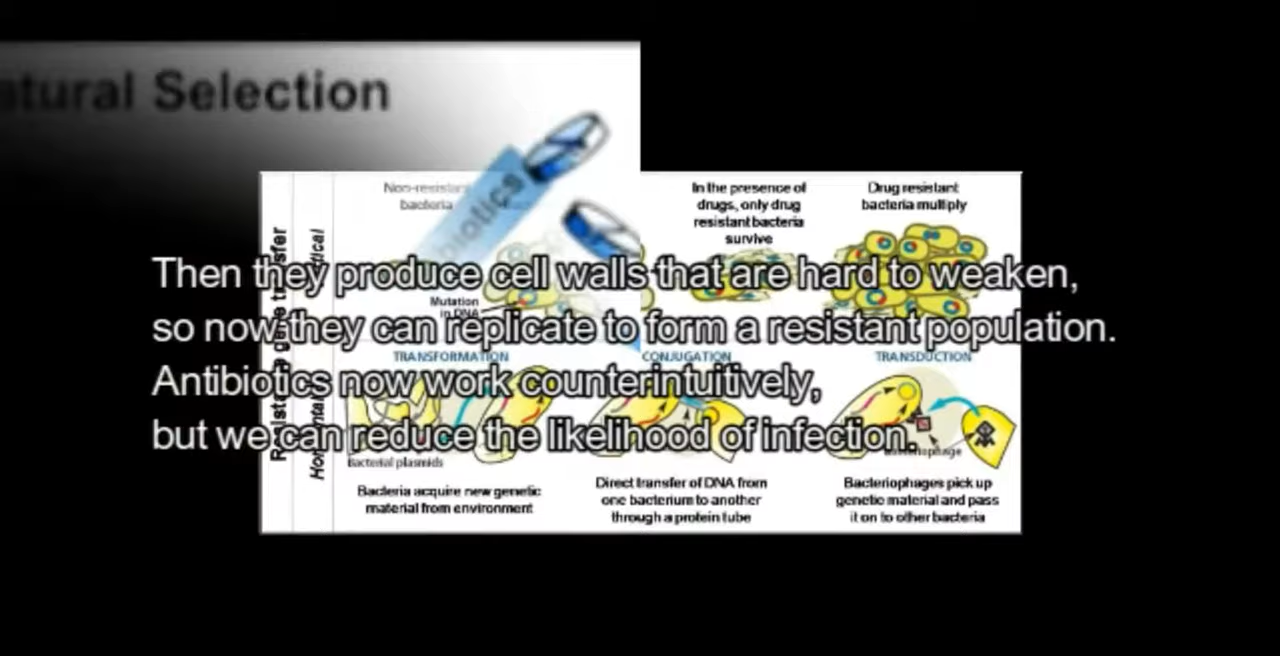 atural Selection
Non-resistant
bacteria
biotics
In the presence of
drugs, only drug
resistant bacteria
survive
Drug resistant
bacteria multiply
Then they produce cell walls that are hard to weaken,
Mutation
in DNA
so now they can replicate to form a resistant population.
TRANSFORMATION
CONJUGATION
TRANSDUCTION
Antibiotics now work counterintuitively,
but we can reduce the likelihood of infection.
Bacterial plasmids
Bacteria acquire new genetic
material from environment
Direct transfer of DNA from
one bacterium to another
through a protein tube
Bacteriophages pick up
genetic material and pass
it on to other bacteria